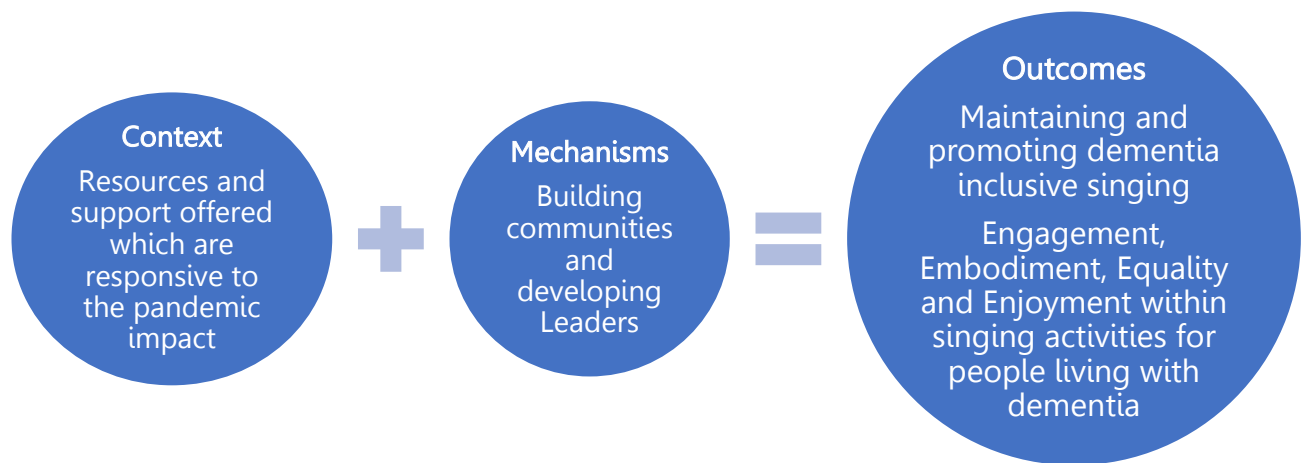 Context
Resources and
support offered
which are
responsive to
the pandemic
impact
Mechanisms
Building
communities
and
developing
Leaders
Outcomes
Maintaining and
promoting dementia
inclusive singing
Engagement,
Embodiment, Equality
and Enjoyment within
singing activities for
people living with
dementia